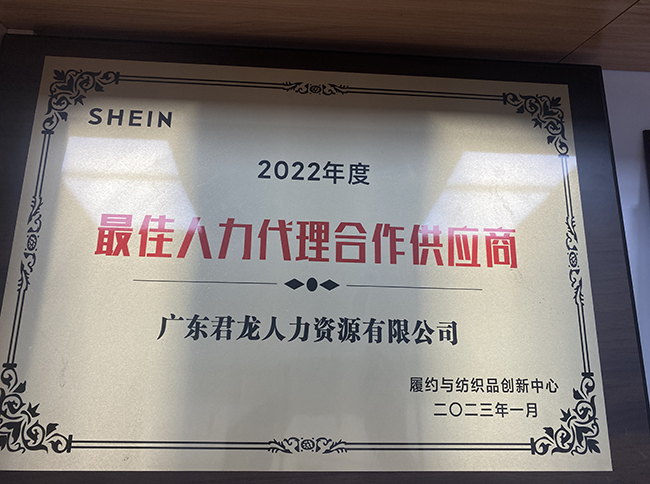 SHEIN
2022年度
最佳人力代理合作供应商
广东君龙人力资源有限公司
履约与纺织品创新中心
二〇二三年一月